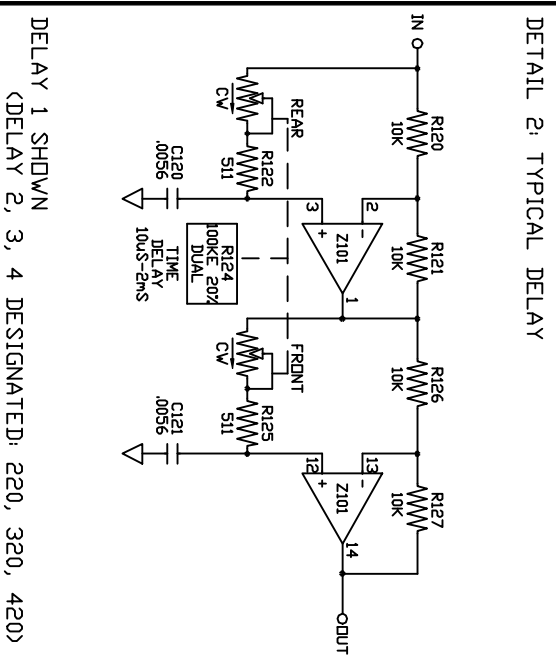 DETAIL 2: TYPICAL DELAY
IN
R120
10K
R121
10K
R126
10K
R127
10K
2
3
-
+
Z101
1
13
12
-
+
Z101
14
OUT
REAR
CW
R122
511
FRONT
CW
R125
511
C120
.0056
R124
100KE 20%
DUAL
TIME
DELAY
10uS-2mS
C121
.0056
DELAY 1 SHOWN
(DELAY 2, 3, 4 DESIGNATED: 220, 320, 420)